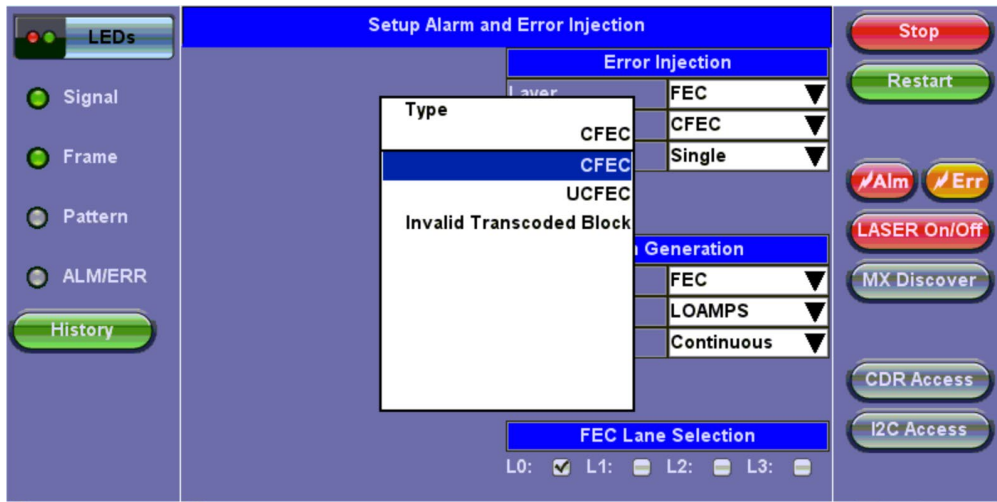 LEDs
Signal
Frame
Pattern
ALM/ERR
History
Setup Alarm and Error Injection
Error Injection
Layer
FEC
CFEC
Single
Type
CFEC
CFEC
UCFEC
Invalid Transcoded Block
Generation
FEC
LOAMPS
Continuous
FEC Lane Selection
L0: L1: L2: L3:
Stop
Restart
Alm Err
LASER On/Off
MX Discover
CDR Access
I2C Access